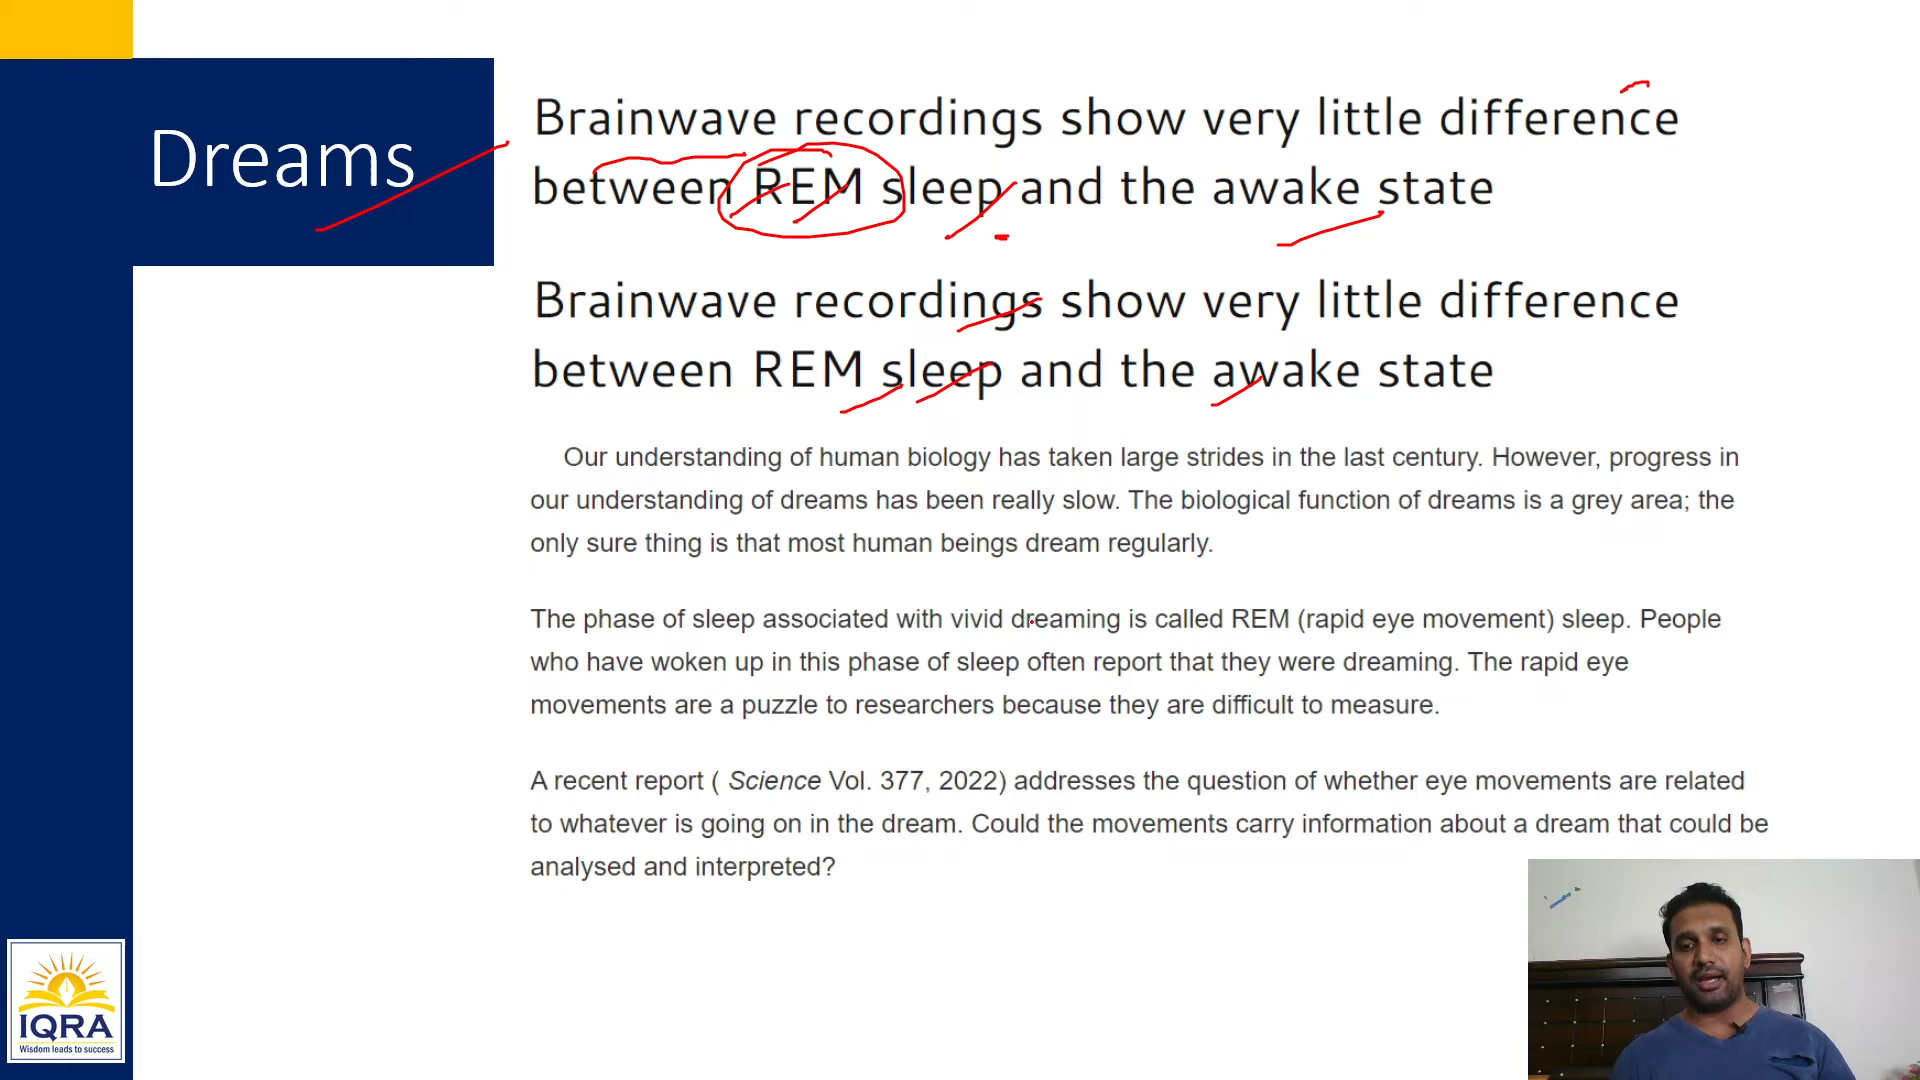 Dreams
Brainwave recordings show very little difference
between REM sleep and the awake state
Brainwave recordings show very little difference
between REM sleep and the awake state
Our understanding of human biology has taken large strides in the last century. However, progress in
our understanding of dreams has been really slow. The biological function of dreams is a grey area; the
only sure thing is that most human beings dream regularly.
The phase of sleep associated with vivid dreaming is called REM (rapid eye movement) sleep. People
who have woken up in this phase of sleep often report that they were dreaming. The rapid eye
movements are a puzzle to researchers because they are difficult to measure.
A recent report ( Science Vol. 377, 2022) addresses the question of whether eye movements are related
to whatever is going on in the dream. Could the movements carry information about a dream that could be
analysed and interpreted?
IQRA
Wisdom leads to success